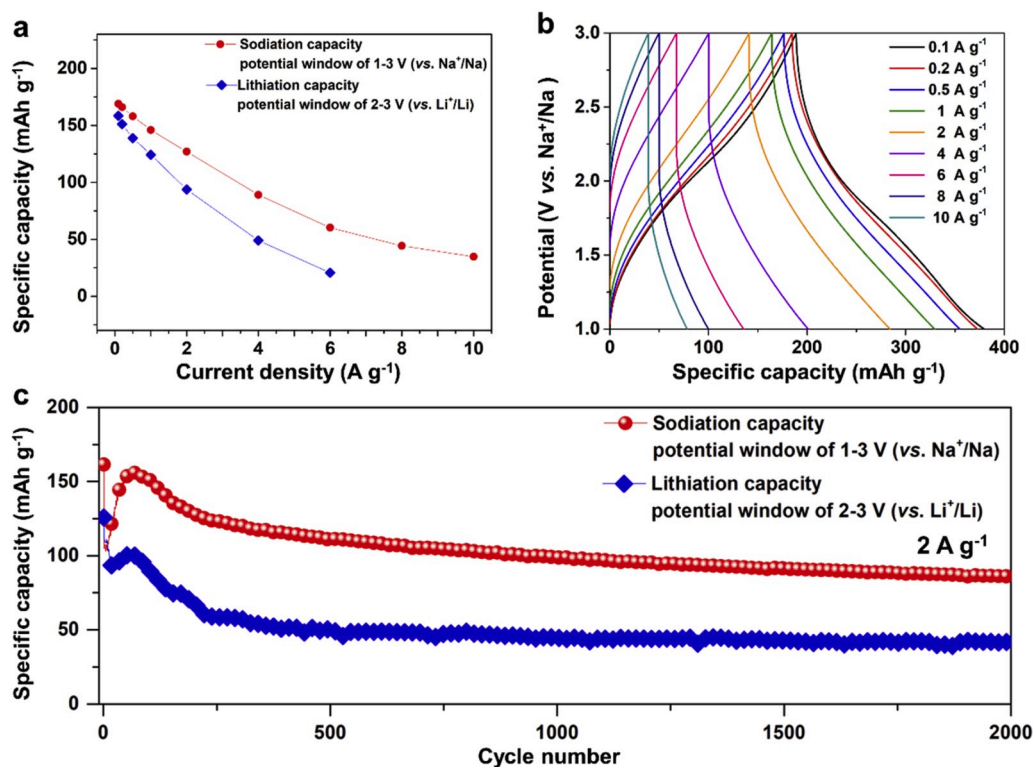 a
Sodiation capacity
potential window of 1-3 V (vs. Na⁺/Na)
Lithiation capacity
potential window of 2-3 V (vs. Li⁺/Li)
Specific capacity (mAh g⁻¹)
250
200
150
100
50
0
0 2 4 6 8 10
Current density (A g⁻¹)
b
Potential (V vs. Na⁺/Na)
3.0
2.5
2.0
1.5
1.0
0.1 A g⁻¹
0.2 A g⁻¹
0.5 A g⁻¹
1 A g⁻¹
2 A g⁻¹
4 A g⁻¹
6 A g⁻¹
8 A g⁻¹
10 A g⁻¹
0 100 200 300 400
Specific capacity (mAh g⁻¹)
c
Specific capacity (mAh g⁻¹)
200
150
100
50
0
Sodiation capacity
potential window of 1-3 V (vs. Na⁺/Na)
Lithiation capacity
potential window of 2-3 V (vs. Li⁺/Li)
2 A g⁻¹
0 500 1000 1500 2000
Cycle number